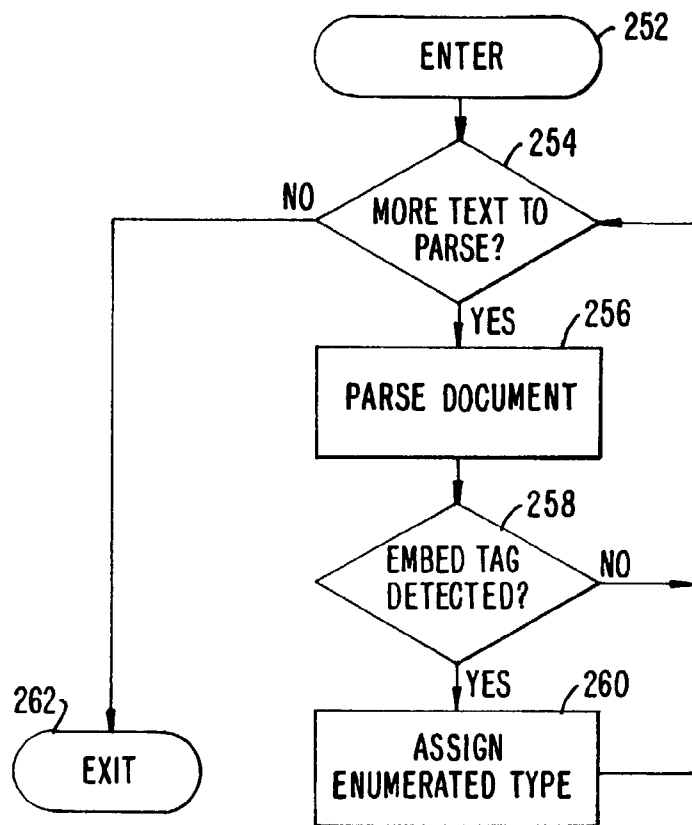 ENTER
252
254
NO
MORE TEXT TO
PARSE?
YES
256
PARSE DOCUMENT
258
EMBED TAG
DETECTED?
NO
YES
260
ASSIGN
ENUMERATED TYPE
262
EXIT